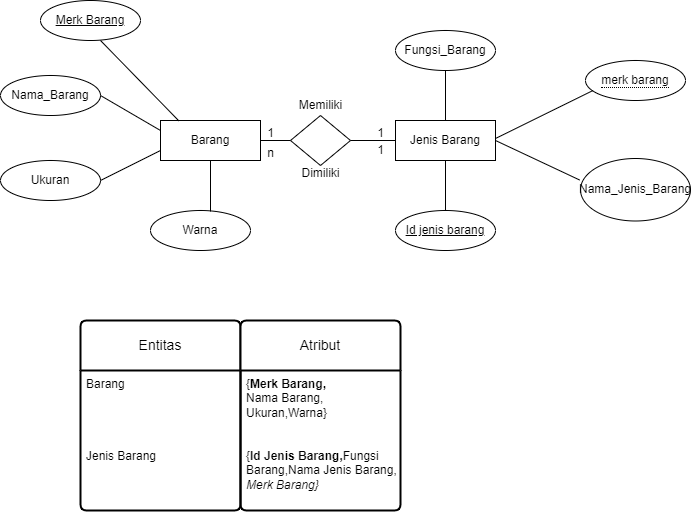 Merk Barang
Fungsi_Barang
merk barang
Nama_Barang
Memiliki
Barang
1
1
Jenis Barang
n
1
Dimiliki
Ukuran
Nama_Jenis_Barang
Warna
Id jenis barang
Entitas
Atribut
Barang
{Merk Barang,
Nama Barang,
Ukuran,Warna}
Jenis Barang
{Id Jenis Barang,Fungsi
Barang,Nama Jenis Barang,
Merk Barang}